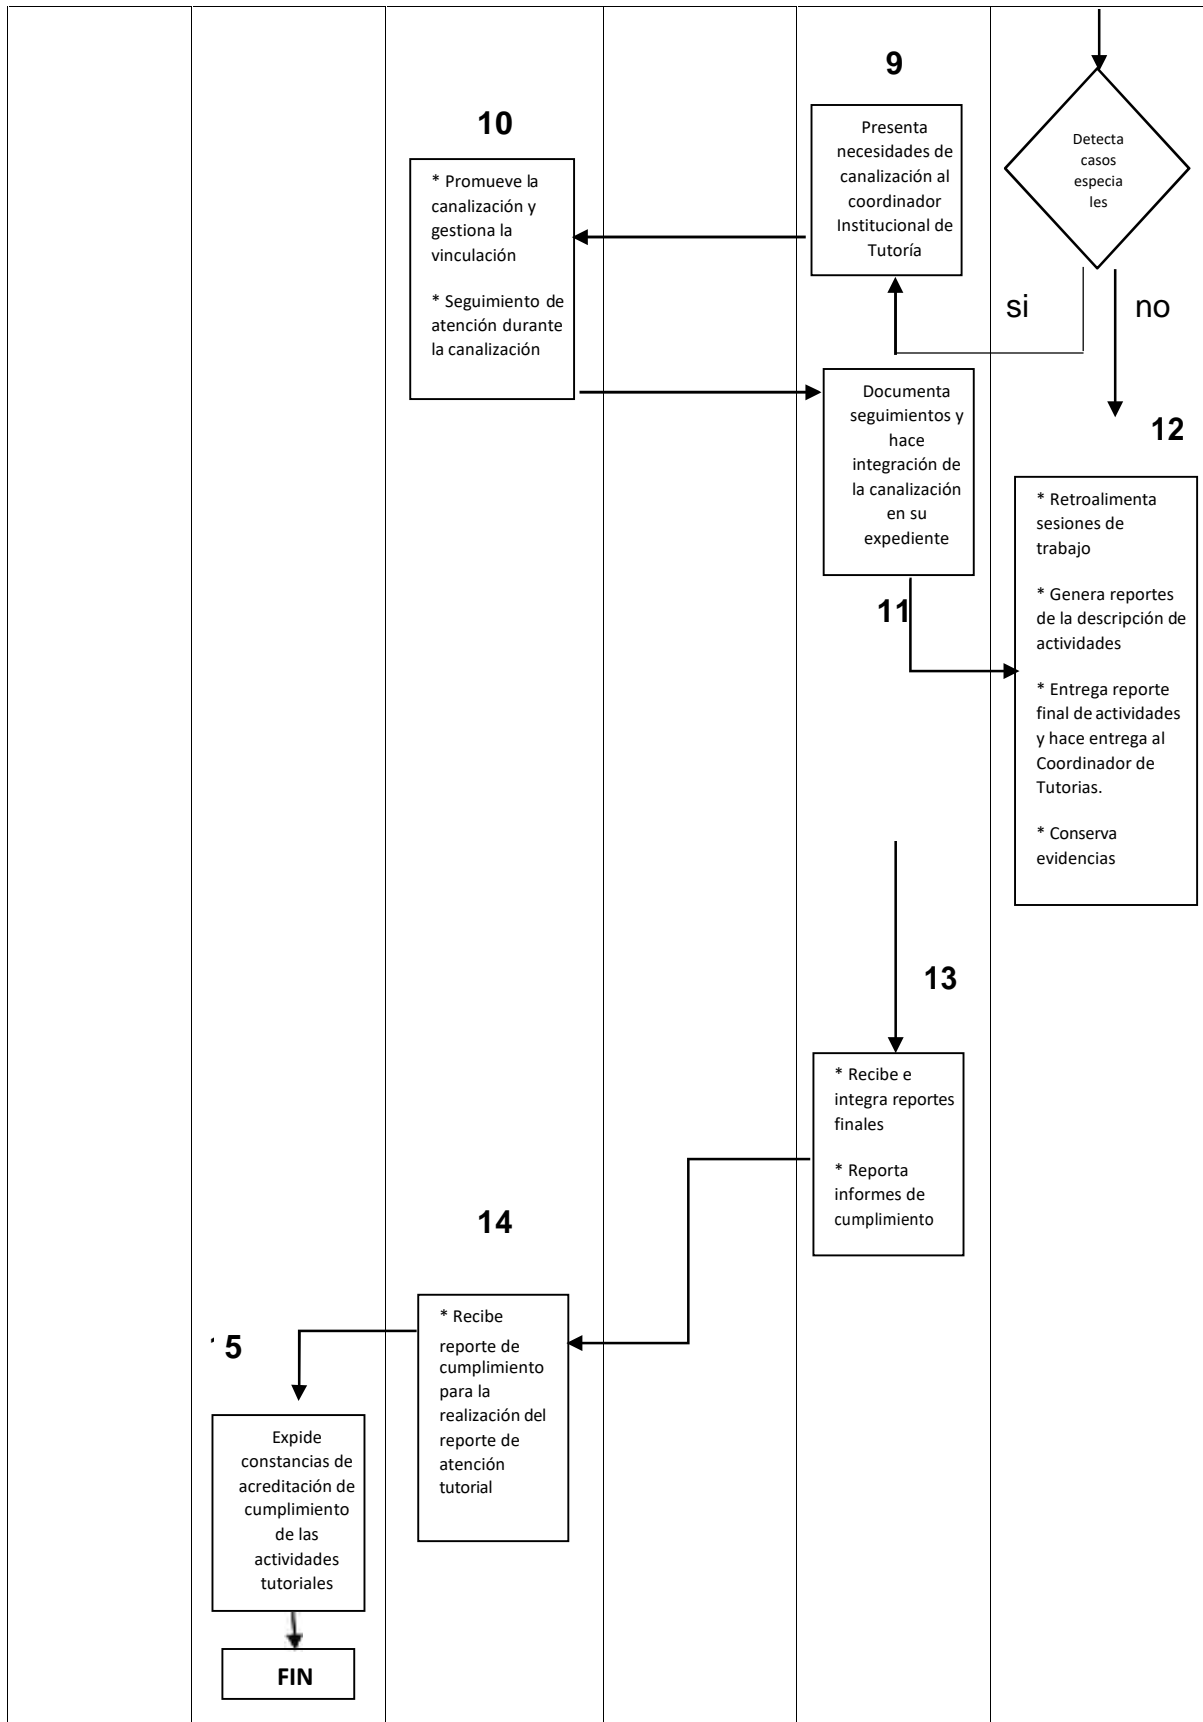 9
Presenta
necesidades de
canalización al
coordinador
Institucional de
Tutoría
Detecta
casos
especia
les
10
* Promueve la
canalización y
gestiona la
vinculación
* Seguimiento de
atención durante
la canalización
si
no
Documenta
seguimientos y
hace
integración de
la canalización
en su
expediente
11
12
* Retroalimenta
sesiones de
trabajo
* Genera reportes
de la descripción de
actividades
* Entrega reporte
final de actividades
y hace entrega al
Coordinador de
Tutorias.
* Conserva
evidencias
13
* Recibe e
integra reportes
finales
* Reporta
informes de
cumplimiento
14
* Recibe
reporte de
cumplimiento
para la
realización del
reporte de
atención
tutorial
5
Expide
constancias de
acreditación de
cumplimiento
de las
actividades
tutoriales
FIN